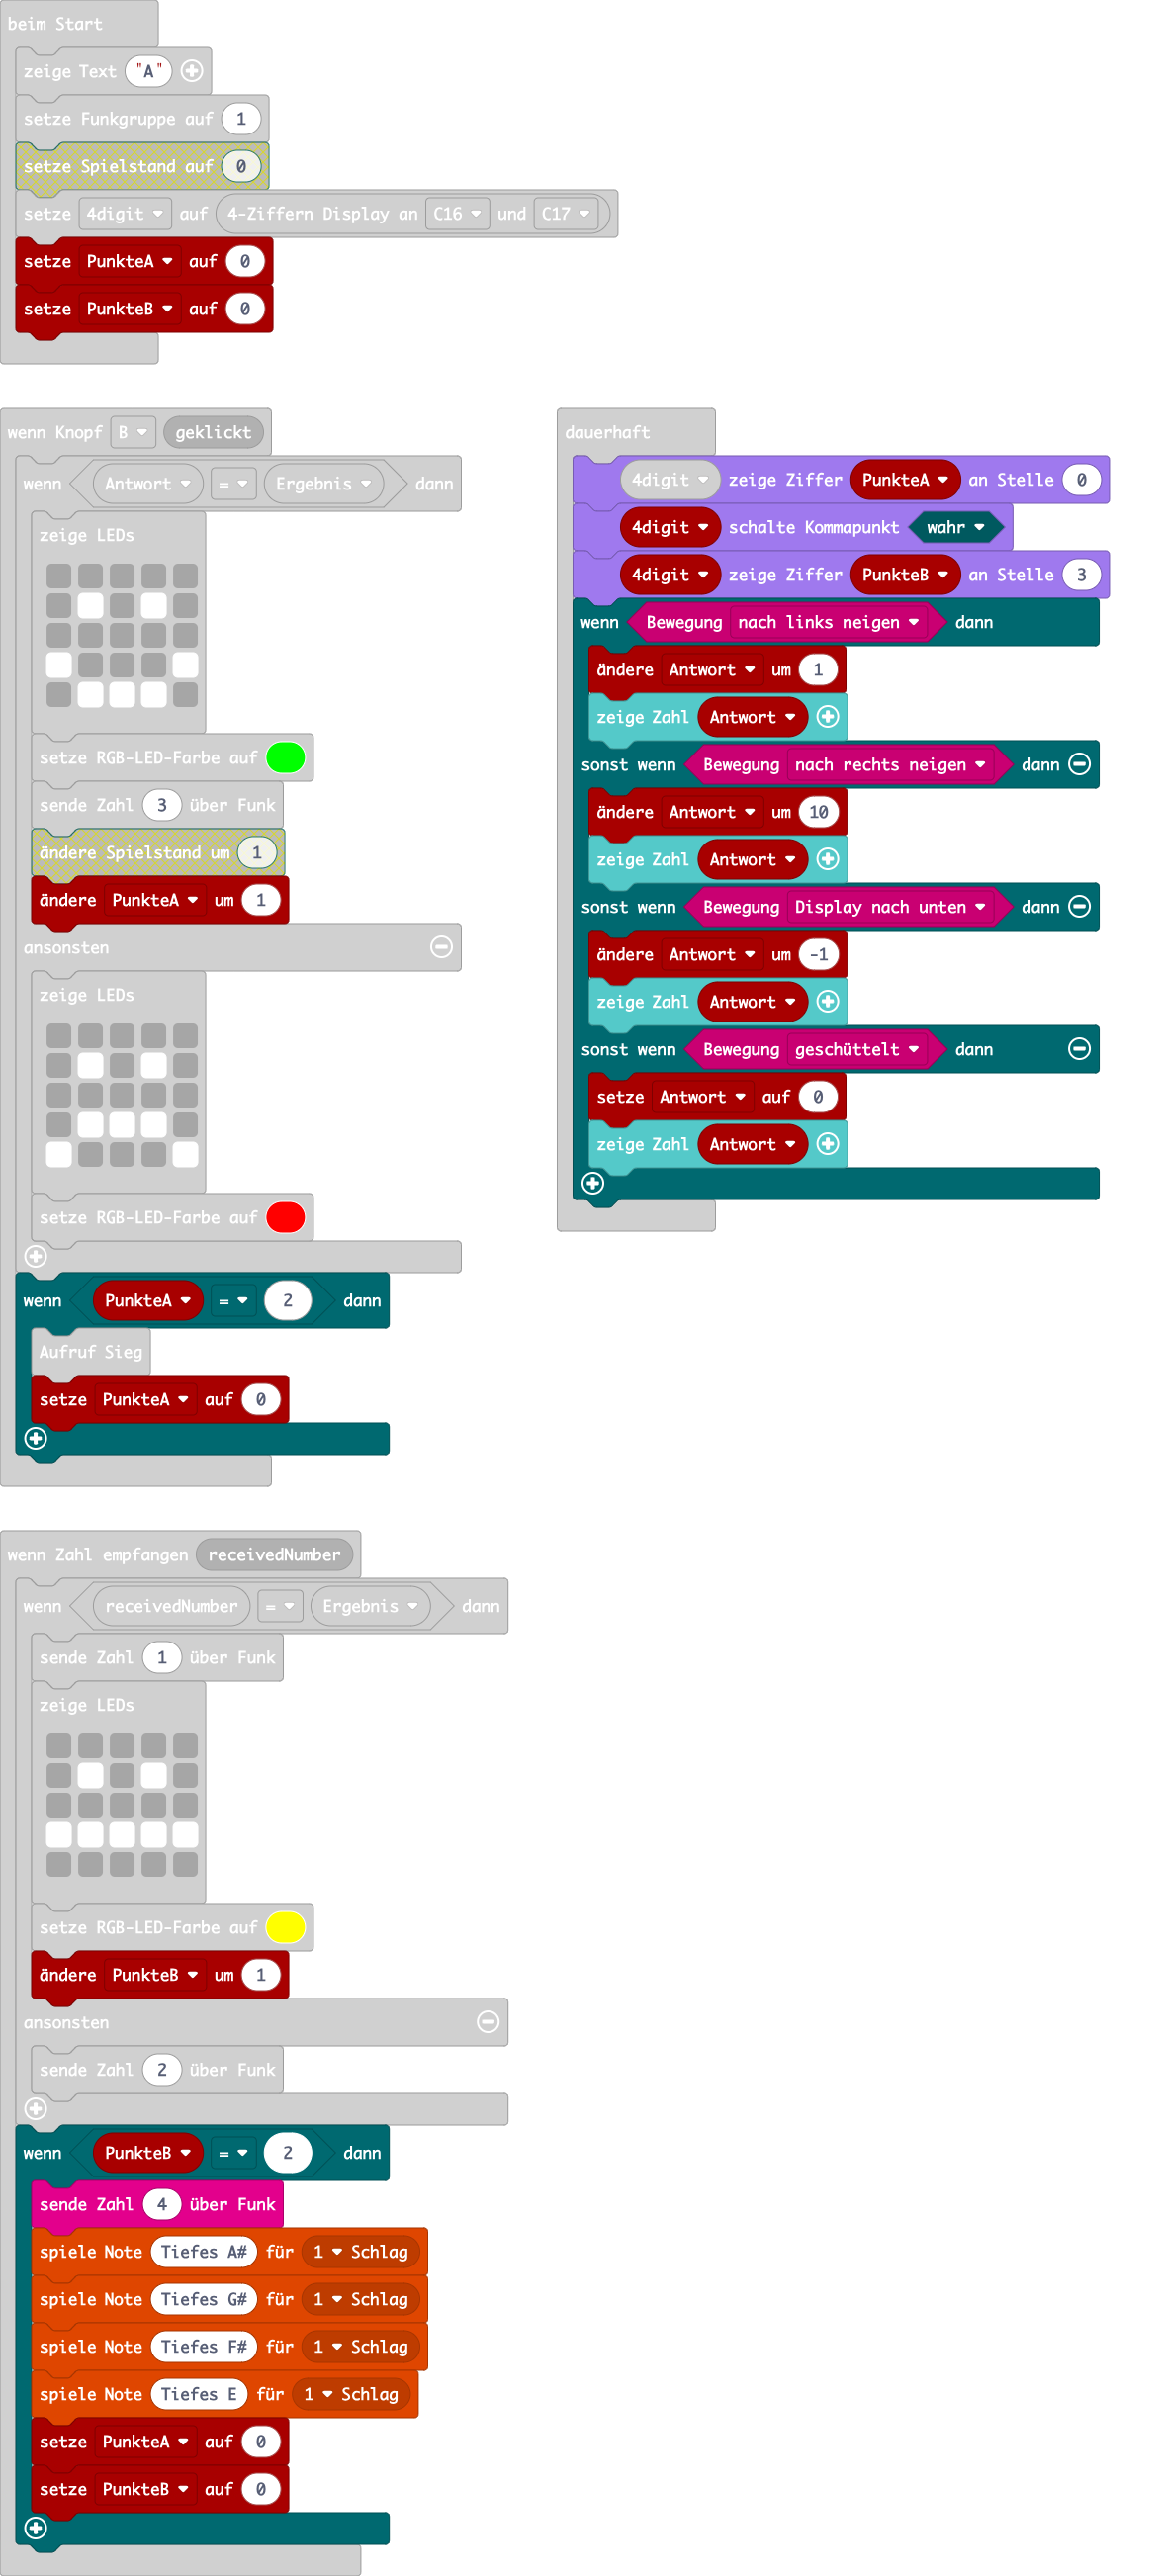 beim Start
zeige Text "A"
setze Funkgruppe auf 1
setze Spielstand auf 0
setze 4digit auf 4-Ziffern Display an C16 und C17
setze PunkteA auf 0
setze PunkteB auf 0
wenn Knopf B geklickt
wenn Antwort = Ergebnis dann
zeige LEDs
setze RGB-LED-Farbe auf
sende Zahl 3 über Funk
ändere Spielstand um 1
ändere PunkteA um 1
ansonsten
zeige LEDs
setze RGB-LED-Farbe auf
wenn PunkteA = 2 dann
Aufruf Sieg
setze PunkteA auf 0
dauerhaft
4digit zeige Ziffer PunkteA an Stelle 0
4digit schalte Kommapunkt wahr
4digit zeige Ziffer PunkteB an Stelle 3
wenn Bewegung nach links neigen dann
ändere Antwort um 1
zeige Zahl Antwort
sonst wenn Bewegung nach rechts neigen dann
ändere Antwort um 10
zeige Zahl Antwort
sonst wenn Bewegung Display nach unten dann
ändere Antwort um -1
zeige Zahl Antwort
sonst wenn Bewegung geschüttelt dann
setze Antwort auf 0
zeige Zahl Antwort
wenn Zahl empfangen receivedNumber
wenn receivedNumber = Ergebnis dann
sende Zahl 1 über Funk
zeige LEDs
setze RGB-LED-Farbe auf
ändere PunkteB um 1
ansonsten
sende Zahl 2 über Funk
wenn PunkteB = 2 dann
sende Zahl 4 über Funk
spiele Note Tiefes A# für 1 Schlag
spiele Note Tiefes G# für 1 Schlag
spiele Note Tiefes F# für 1 Schlag
spiele Note Tiefes E für 1 Schlag
setze PunkteA auf 0
setze PunkteB auf 0